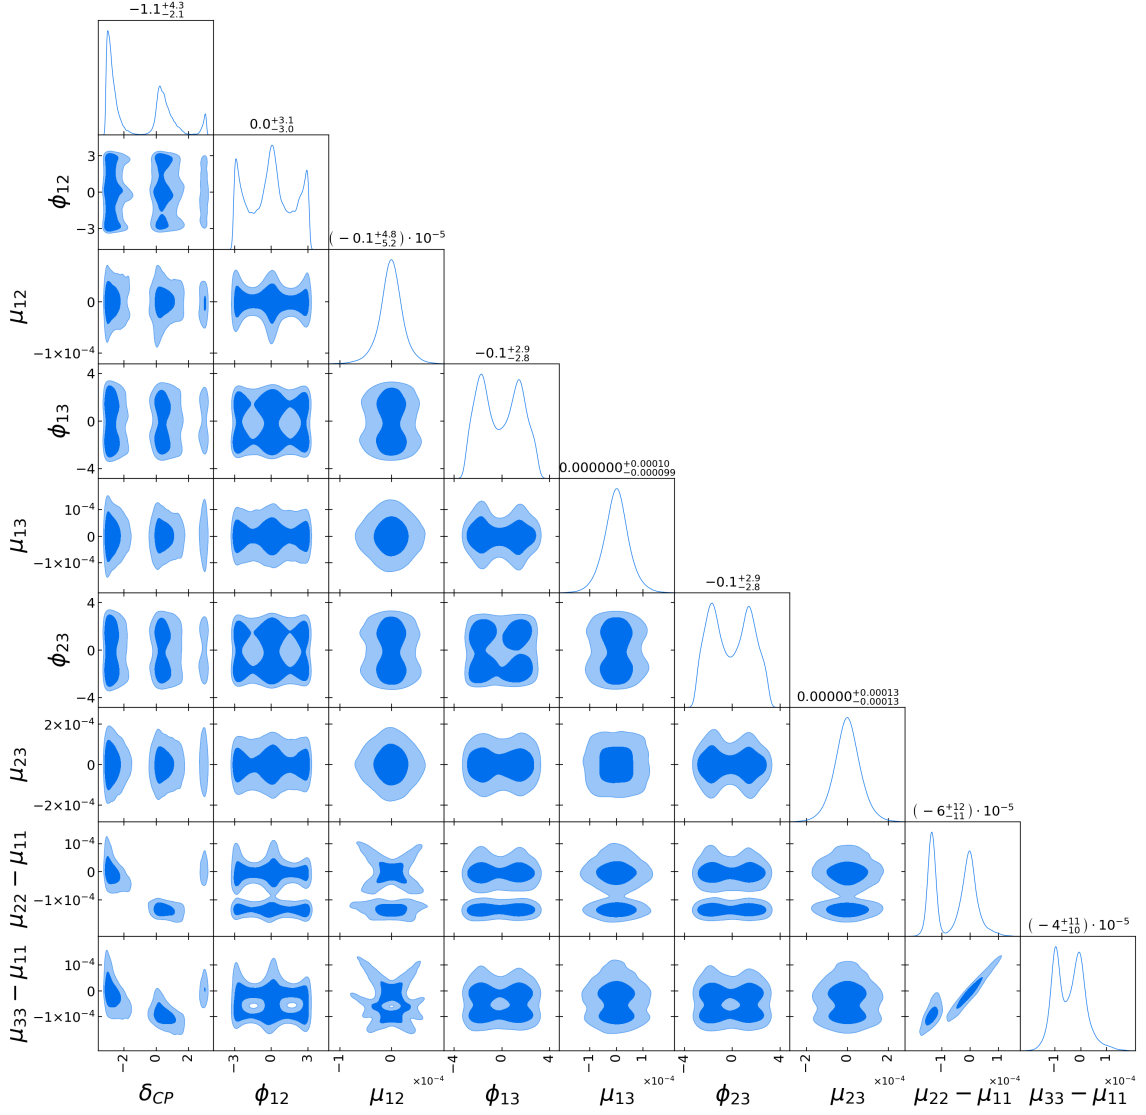 −1.1^{+4.3}_{−2.1}
0.0^{+3.1}_{−3.0}
3
0
−3
ϕ₁₂
(−0.1^{+4.8}_{−5.2})·10^{−5}
0
−1×10⁻⁴
μ₁₂
−0.1^{+2.9}_{−2.8}
4
0
−4
ϕ₁₃
0.000000^{+0.00010}_{−0.000099}
10⁻⁴
0
−1×10⁻⁴
μ₁₃
−0.1^{+2.9}_{−2.8}
4
0
−4
ϕ₂₃
0.00000^{+0.00013}_{−0.00013}
2×10⁻⁴
0
−2×10⁻⁴
μ₂₃
(−6^{+12}_{−11})·10^{−5}
10⁻⁴
0
−1×10⁻⁴
μ₂₂ − μ₁₁
(−4^{+11}_{−10})·10^{−5}
10⁻⁴
0
−1×10⁻⁴
μ₃₃ − μ₁₁
−2 0 2 −3 0 3 −1 0 −4 0 4 −1 0 1 −4 0 4 −2 0 2 −1 0 1 −1 0 1
×10⁻⁴ ×10⁻⁴ ×10⁻⁴ ×10⁻⁴ ×10⁻⁴
δ_{CP} ϕ₁₂ μ₁₂ ϕ₁₃ μ₁₃ ϕ₂₃ μ₂₃ μ₂₂ − μ₁₁ μ₃₃ − μ₁₁